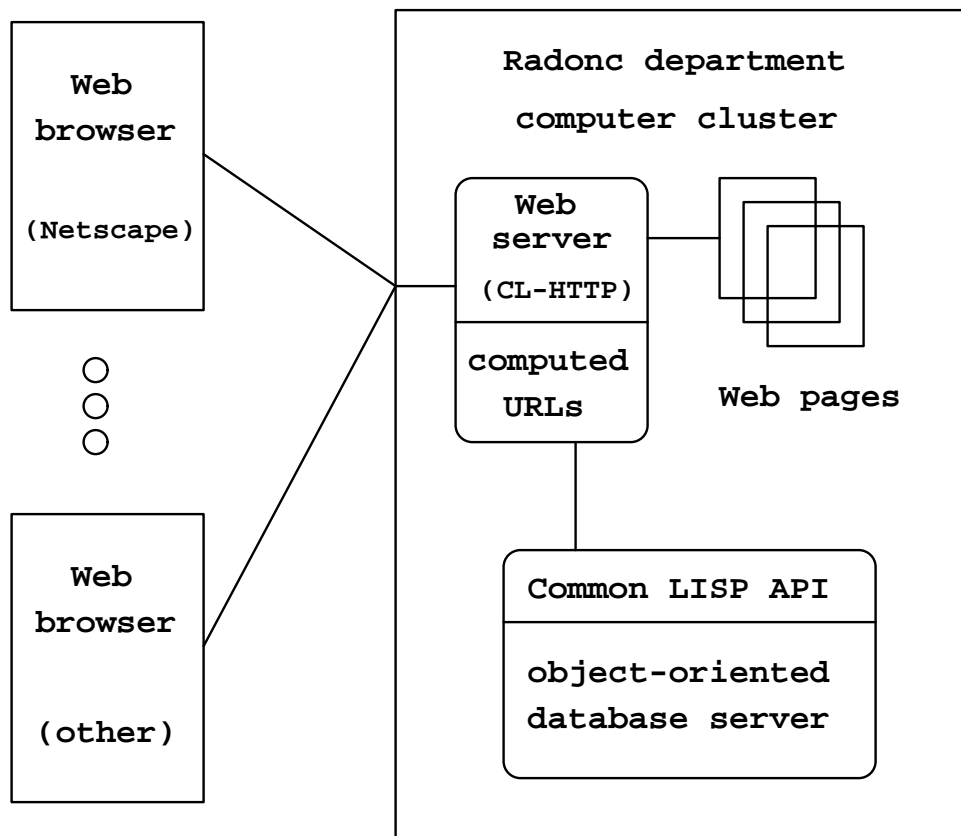 Web
browser
(Netscape)
Web
browser
(other)
Radonc department
computer cluster
Web
server
(CL-HTTP)
computed
URLs
Web pages
Common LISP API
object-oriented
database server